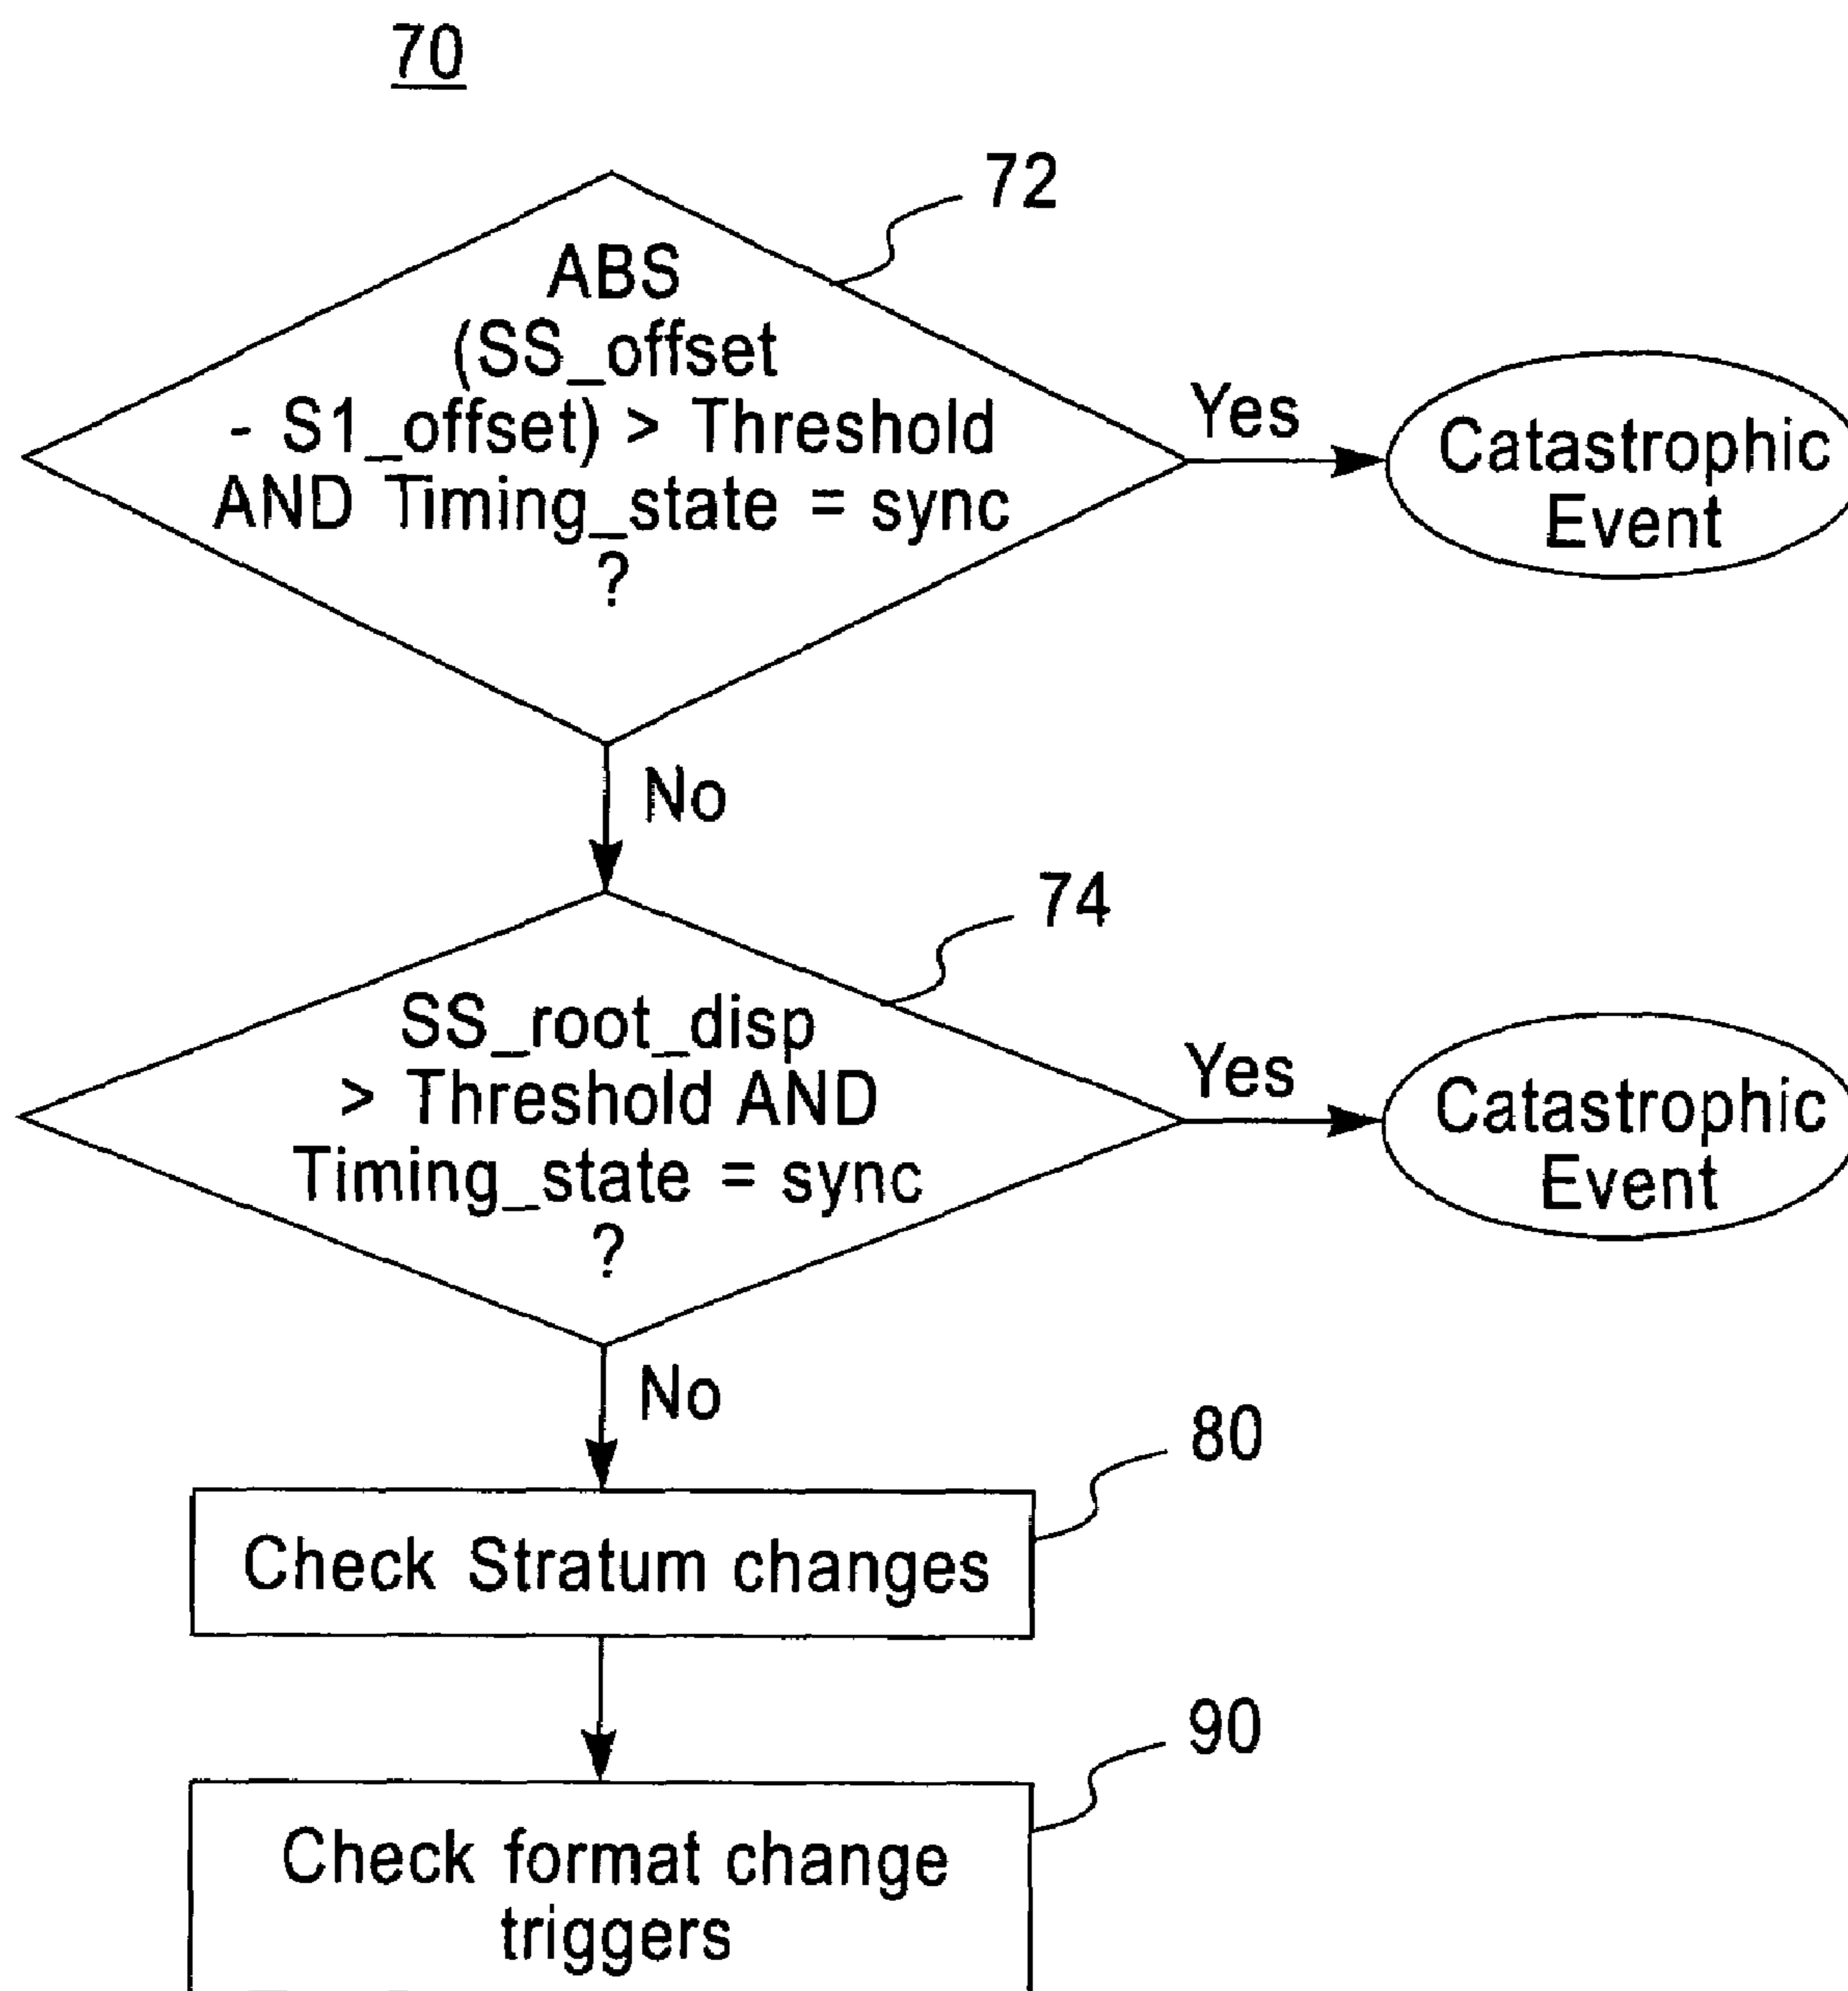 70
72
ABS
(SS_offset
- S1_offset) > Threshold
AND Timing_state = sync
?
Yes
Catastrophic
Event
No
74
SS_root_disp
> Threshold AND
Timing_state = sync
?
Yes
Catastrophic
Event
No
80
Check Stratum changes
90
Check format change
triggers